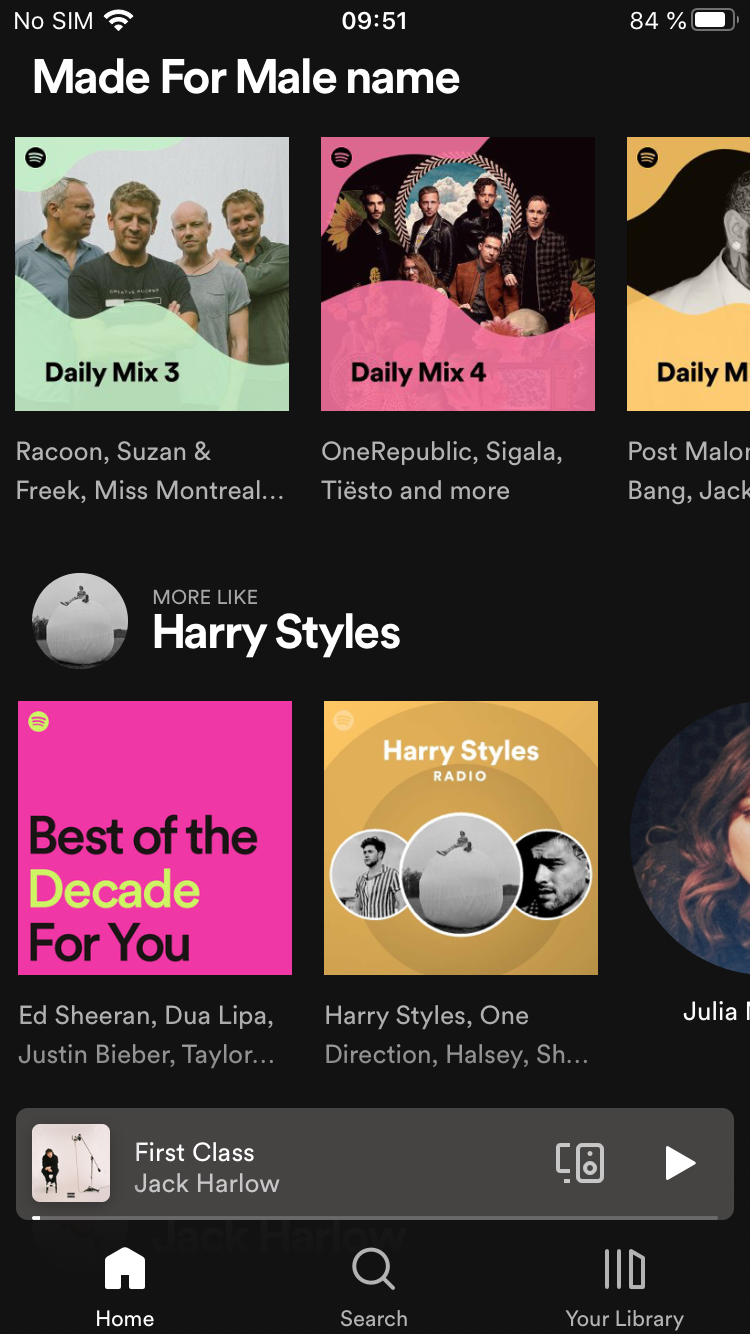 No SIM 09:51 84 %
Made For Male name
Daily Mix 3
Daily Mix 4
Daily M
Racoon, Suzan &
Freek, Miss Montreal...
OneRepublic, Sigala,
Tiësto and more
Post Malon
Bang, Jack
MORE LIKE
Harry Styles
Best of the
Decade
For You
Harry Styles
RADIO
Ed Sheeran, Dua Lipa,
Justin Bieber, Taylor...
Harry Styles, One
Direction, Halsey, Sh...
Julia
First Class
Jack Harlow
Jack Harlow
Home
Search
Your Library